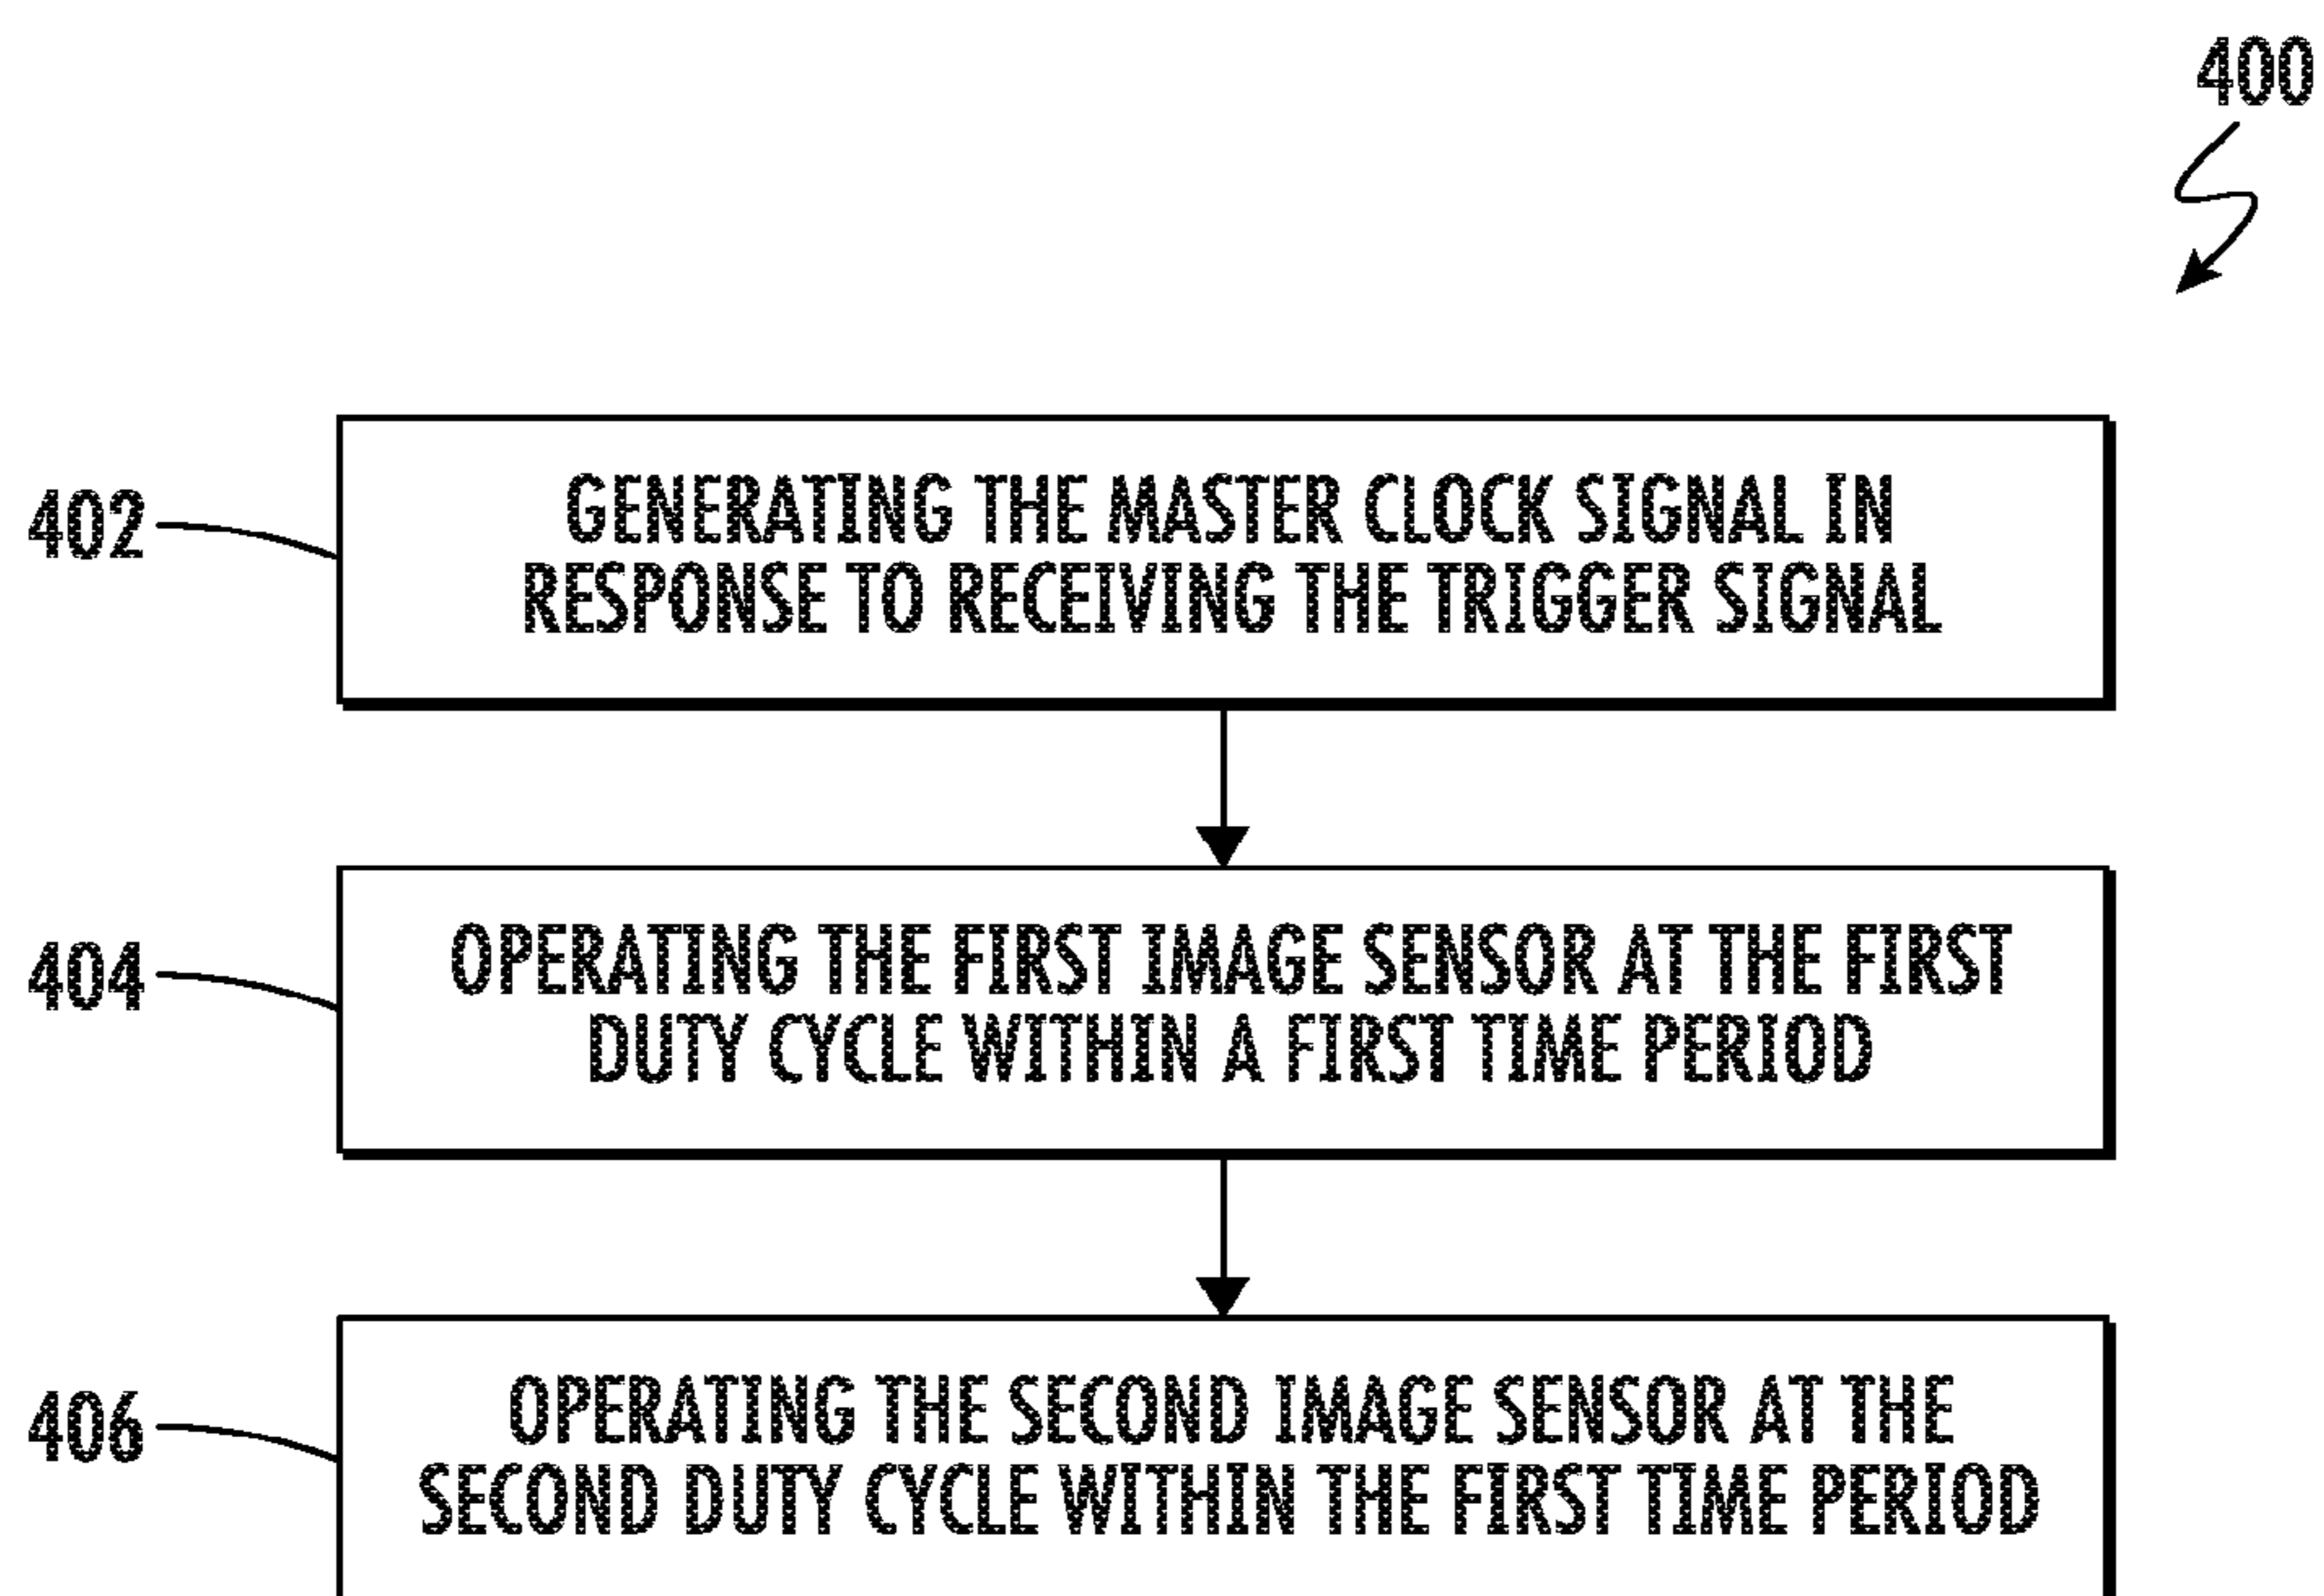 400
402
GENERATING THE MASTER CLOCK SIGNAL IN
RESPONSE TO RECEIVING THE TRIGGER SIGNAL
404
OPERATING THE FIRST IMAGE SENSOR AT THE FIRST
DUTY CYCLE WITHIN A FIRST TIME PERIOD
406
OPERATING THE SECOND IMAGE SENSOR AT THE
SECOND DUTY CYCLE WITHIN THE FIRST TIME PERIOD